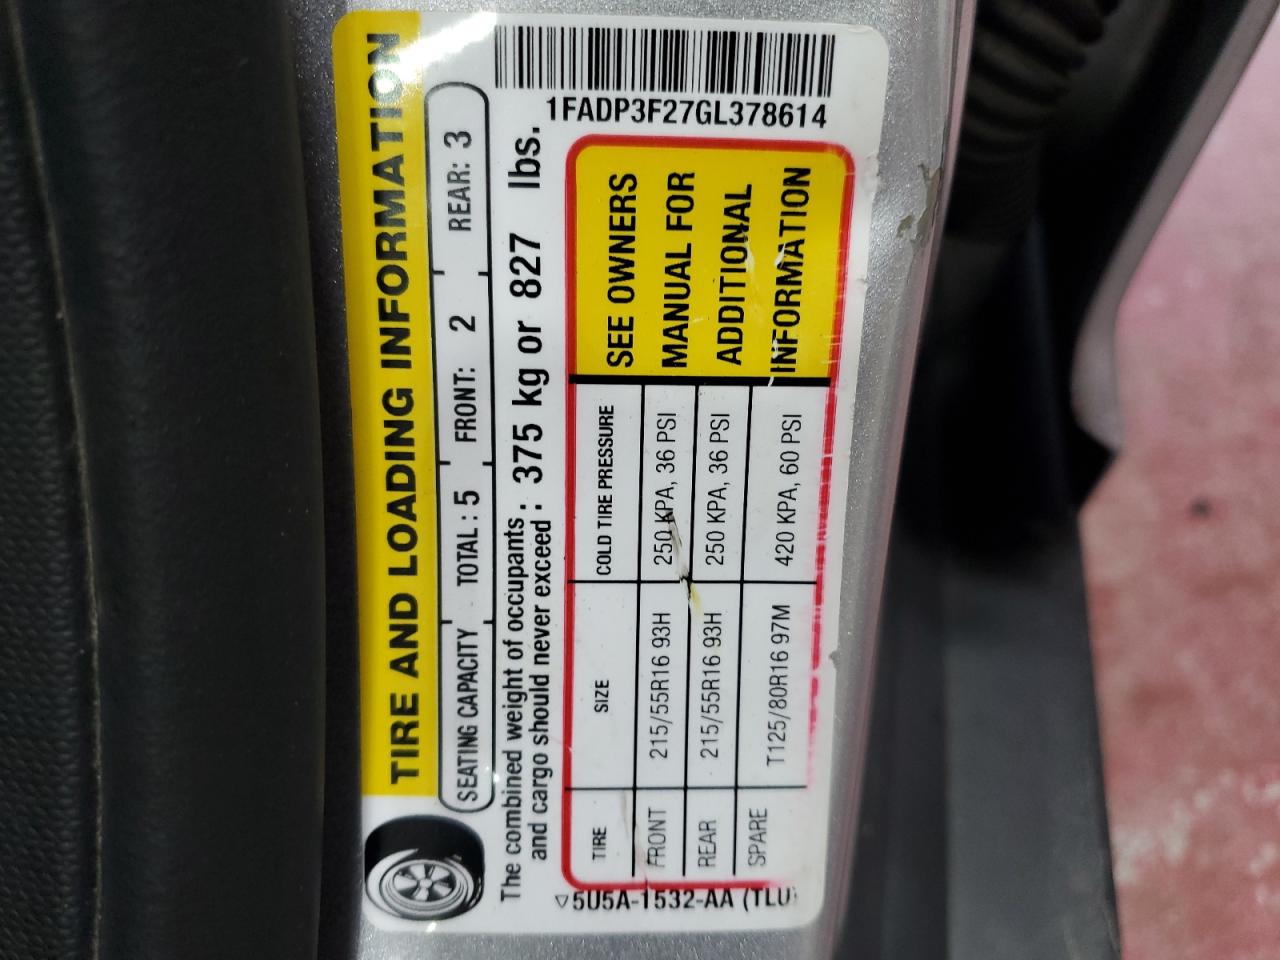 TIRE AND LOADING INFORMATION
SEATING CAPACITY TOTAL: 5 FRONT: 2 REAR: 3
The combined weight of occupants
and cargo should never exceed : 375 kg or 827 lbs.
1FADP3F27GL378614
TIRE SIZE COLD TIRE PRESSURE
FRONT 215/55R16 93H 250 KPA, 36 PSI
REAR 215/55R16 93H 250 KPA, 36 PSI
SPARE T125/80R16 97M 420 KPA, 60 PSI
SEE OWNERS
MANUAL FOR
ADDITIONAL
INFORMATION
5U5A-1532-AA (TLU)